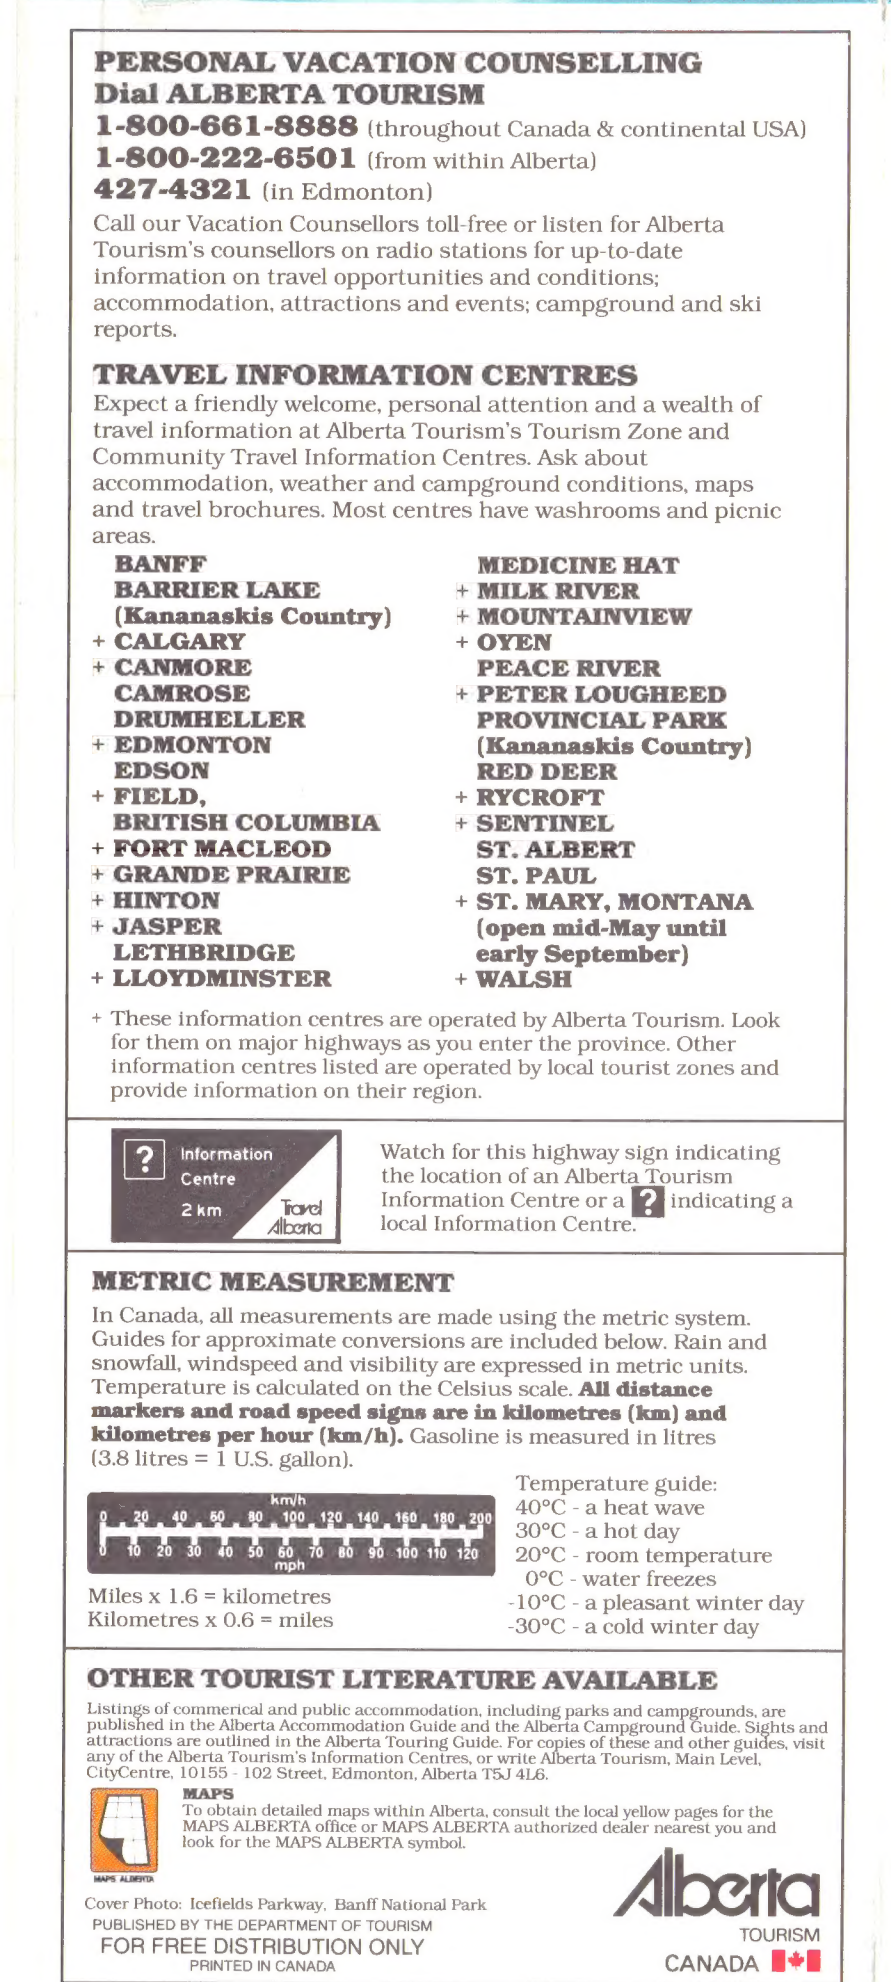 PERSONAL VACATION COUNSELLING
Dial ALBERTA TOURISM
1-800-661-8888 (throughout Canada & continental USA)
1-800-222-6501 (from within Alberta)
427-4321 (in Edmonton)
Call our Vacation Counsellors toll-free or listen for Alberta
Tourism's counsellors on radio stations for up-to-date
information on travel opportunities and conditions;
accommodation, attractions and events; campground and ski
reports.
TRAVEL INFORMATION CENTRES
Expect a friendly welcome, personal attention and a wealth of
travel information at Alberta Tourism's Tourism Zone and
Community Travel Information Centres. Ask about
accommodation, weather and campground conditions, maps
and travel brochures. Most centres have washrooms and picnic
areas.
BANFF
BARRIER LAKE
(Kananaskis Country)
+ CALGARY
+ CANMORE
CAMROSE
DRUMHELLER
+ EDMONTON
EDSON
+ FIELD,
BRITISH COLUMBIA
+ FORT MACLEOD
+ GRANDE PRAIRIE
+ HINTON
+ JASPER
LETHBRIDGE
+ LLOYDMINSTER
MEDICINE HAT
+ MILK RIVER
+ MOUNTAINVIEW
+ OYEN
PEACE RIVER
+ PETER LOUGHEED
PROVINCIAL PARK
(Kananaskis Country)
RED DEER
+ RYCROFT
+ SENTINEL
ST. ALBERT
ST. PAUL
+ ST. MARY, MONTANA
(open mid-May until
early September)
+ WALSH
+ These information centres are operated by Alberta Tourism. Look
for them on major highways as you enter the province. Other
information centres listed are operated by local tourist zones and
provide information on their region.
? Information
Centre
2 km
Travel
Alberta
Watch for this highway sign indicating
the location of an Alberta Tourism
Information Centre or a ? indicating a
local Information Centre.
METRIC MEASUREMENT
In Canada, all measurements are made using the metric system.
Guides for approximate conversions are included below. Rain and
snowfall, windspeed and visibility are expressed in metric units.
Temperature is calculated on the Celsius scale. All distance
markers and road speed signs are in kilometres (km) and
kilometres per hour (km/h). Gasoline is measured in litres
(3.8 litres = 1 U.S. gallon).
km/h
0 20 40 60 80 100 120 140 160 180 200
0 10 20 30 40 50 60 70 80 90 100 110 120
mph
Miles x 1.6 = kilometres
Kilometres x 0.6 = miles
Temperature guide:
40°C - a heat wave
30°C - a hot day
20°C - room temperature
0°C - water freezes
-10°C - a pleasant winter day
-30°C - a cold winter day
OTHER TOURIST LITERATURE AVAILABLE
Listings of commerical and public accommodation, including parks and campgrounds, are
published in the Alberta Accommodation Guide and the Alberta Campground Guide. Sights and
attractions are outlined in the Alberta Touring Guide. For copies of these and other guides, visit
any of the Alberta Tourism's Information Centres, or write Alberta Tourism, Main Level,
CityCentre, 10155 - 102 Street, Edmonton, Alberta T5J 4L6.
MAPS
To obtain detailed maps within Alberta, consult the local yellow pages for the
MAPS ALBERTA office or MAPS ALBERTA authorized dealer nearest you and
look for the MAPS ALBERTA symbol.
MAPS ALBERTA
Cover Photo: Icefields Parkway, Banff National Park
PUBLISHED BY THE DEPARTMENT OF TOURISM
FOR FREE DISTRIBUTION ONLY
PRINTED IN CANADA
Alberta
TOURISM
CANADA